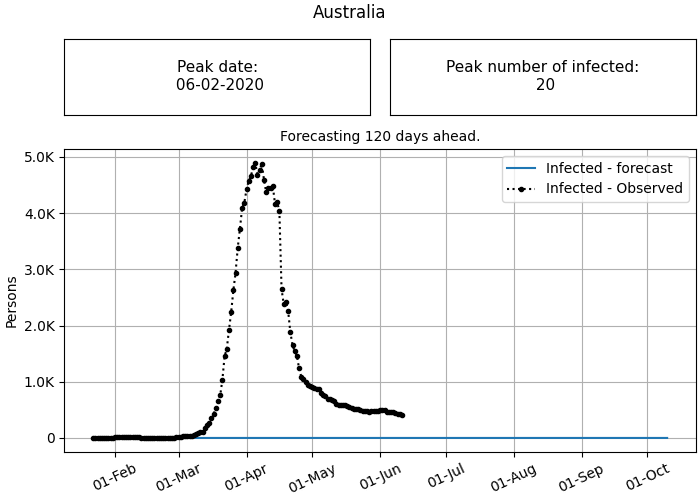 Australia
Peak date:
06-02-2020
Peak number of infected:
20
Forecasting 120 days ahead.
Infected - forecast
Infected - Observed
Persons
5.0K
4.0K
3.0K
2.0K
1.0K
0
01-Feb
01-Mar
01-Apr
01-May
01-Jun
01-Jul
01-Aug
01-Sep
01-Oct